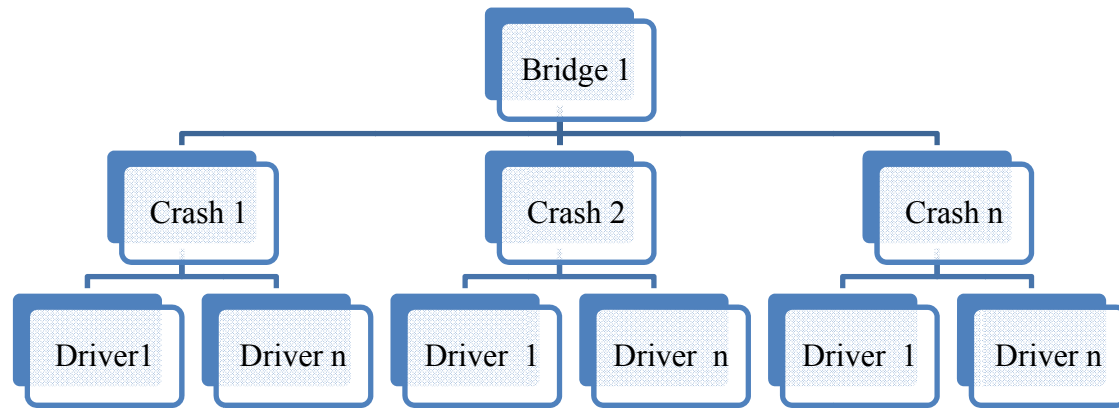 Bridge 1
Crash 1
Crash 2
Crash n
Driver1
Driver n
Driver  1
Driver  n
Driver  1
Driver n